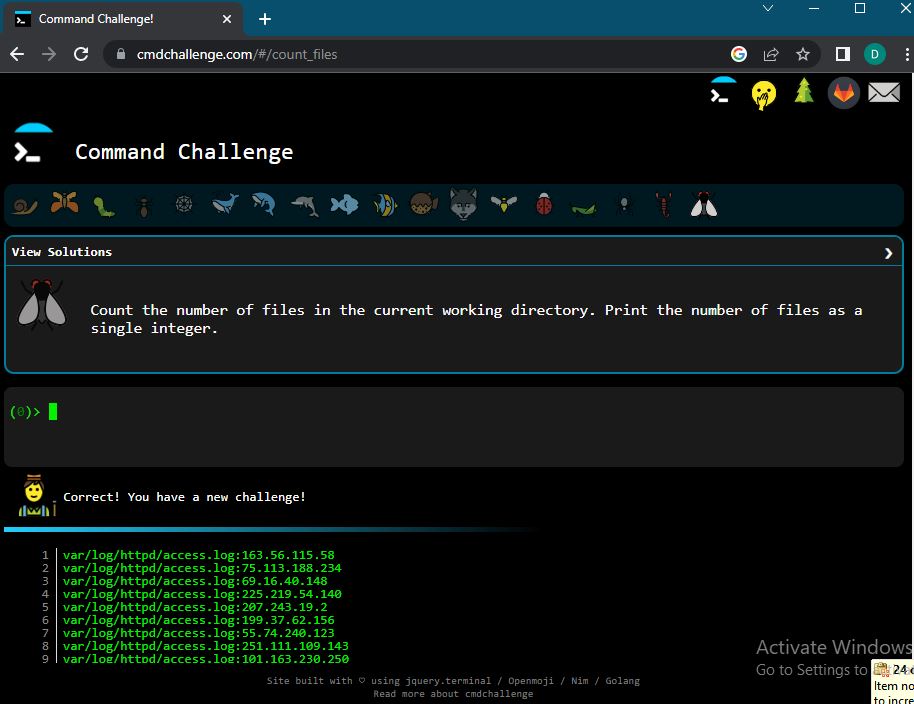 Command Challenge!
cmdchallenge.com/#/count_files
D
Command Challenge
View Solutions
Count the number of files in the current working directory. Print the number of files as a
single integer.
(0)>
Correct! You have a new challenge!
1 var/log/httpd/access.log:163.56.115.58
2 var/log/httpd/access.log:75.113.188.234
3 var/log/httpd/access.log:69.16.40.148
4 var/log/httpd/access.log:225.219.54.140
5 var/log/httpd/access.log:207.243.19.2
6 var/log/httpd/access.log:199.37.62.156
7 var/log/httpd/access.log:55.74.240.123
8 var/log/httpd/access.log:251.111.109.143
9 var/log/httpd/access.log:101.163.230.250
Activate Windows
Go to Settings to
24
Item no
to incre
Site built with ♡ using jquery.terminal / Openmoji / Nim / Golang
Read more about cmdchallenge